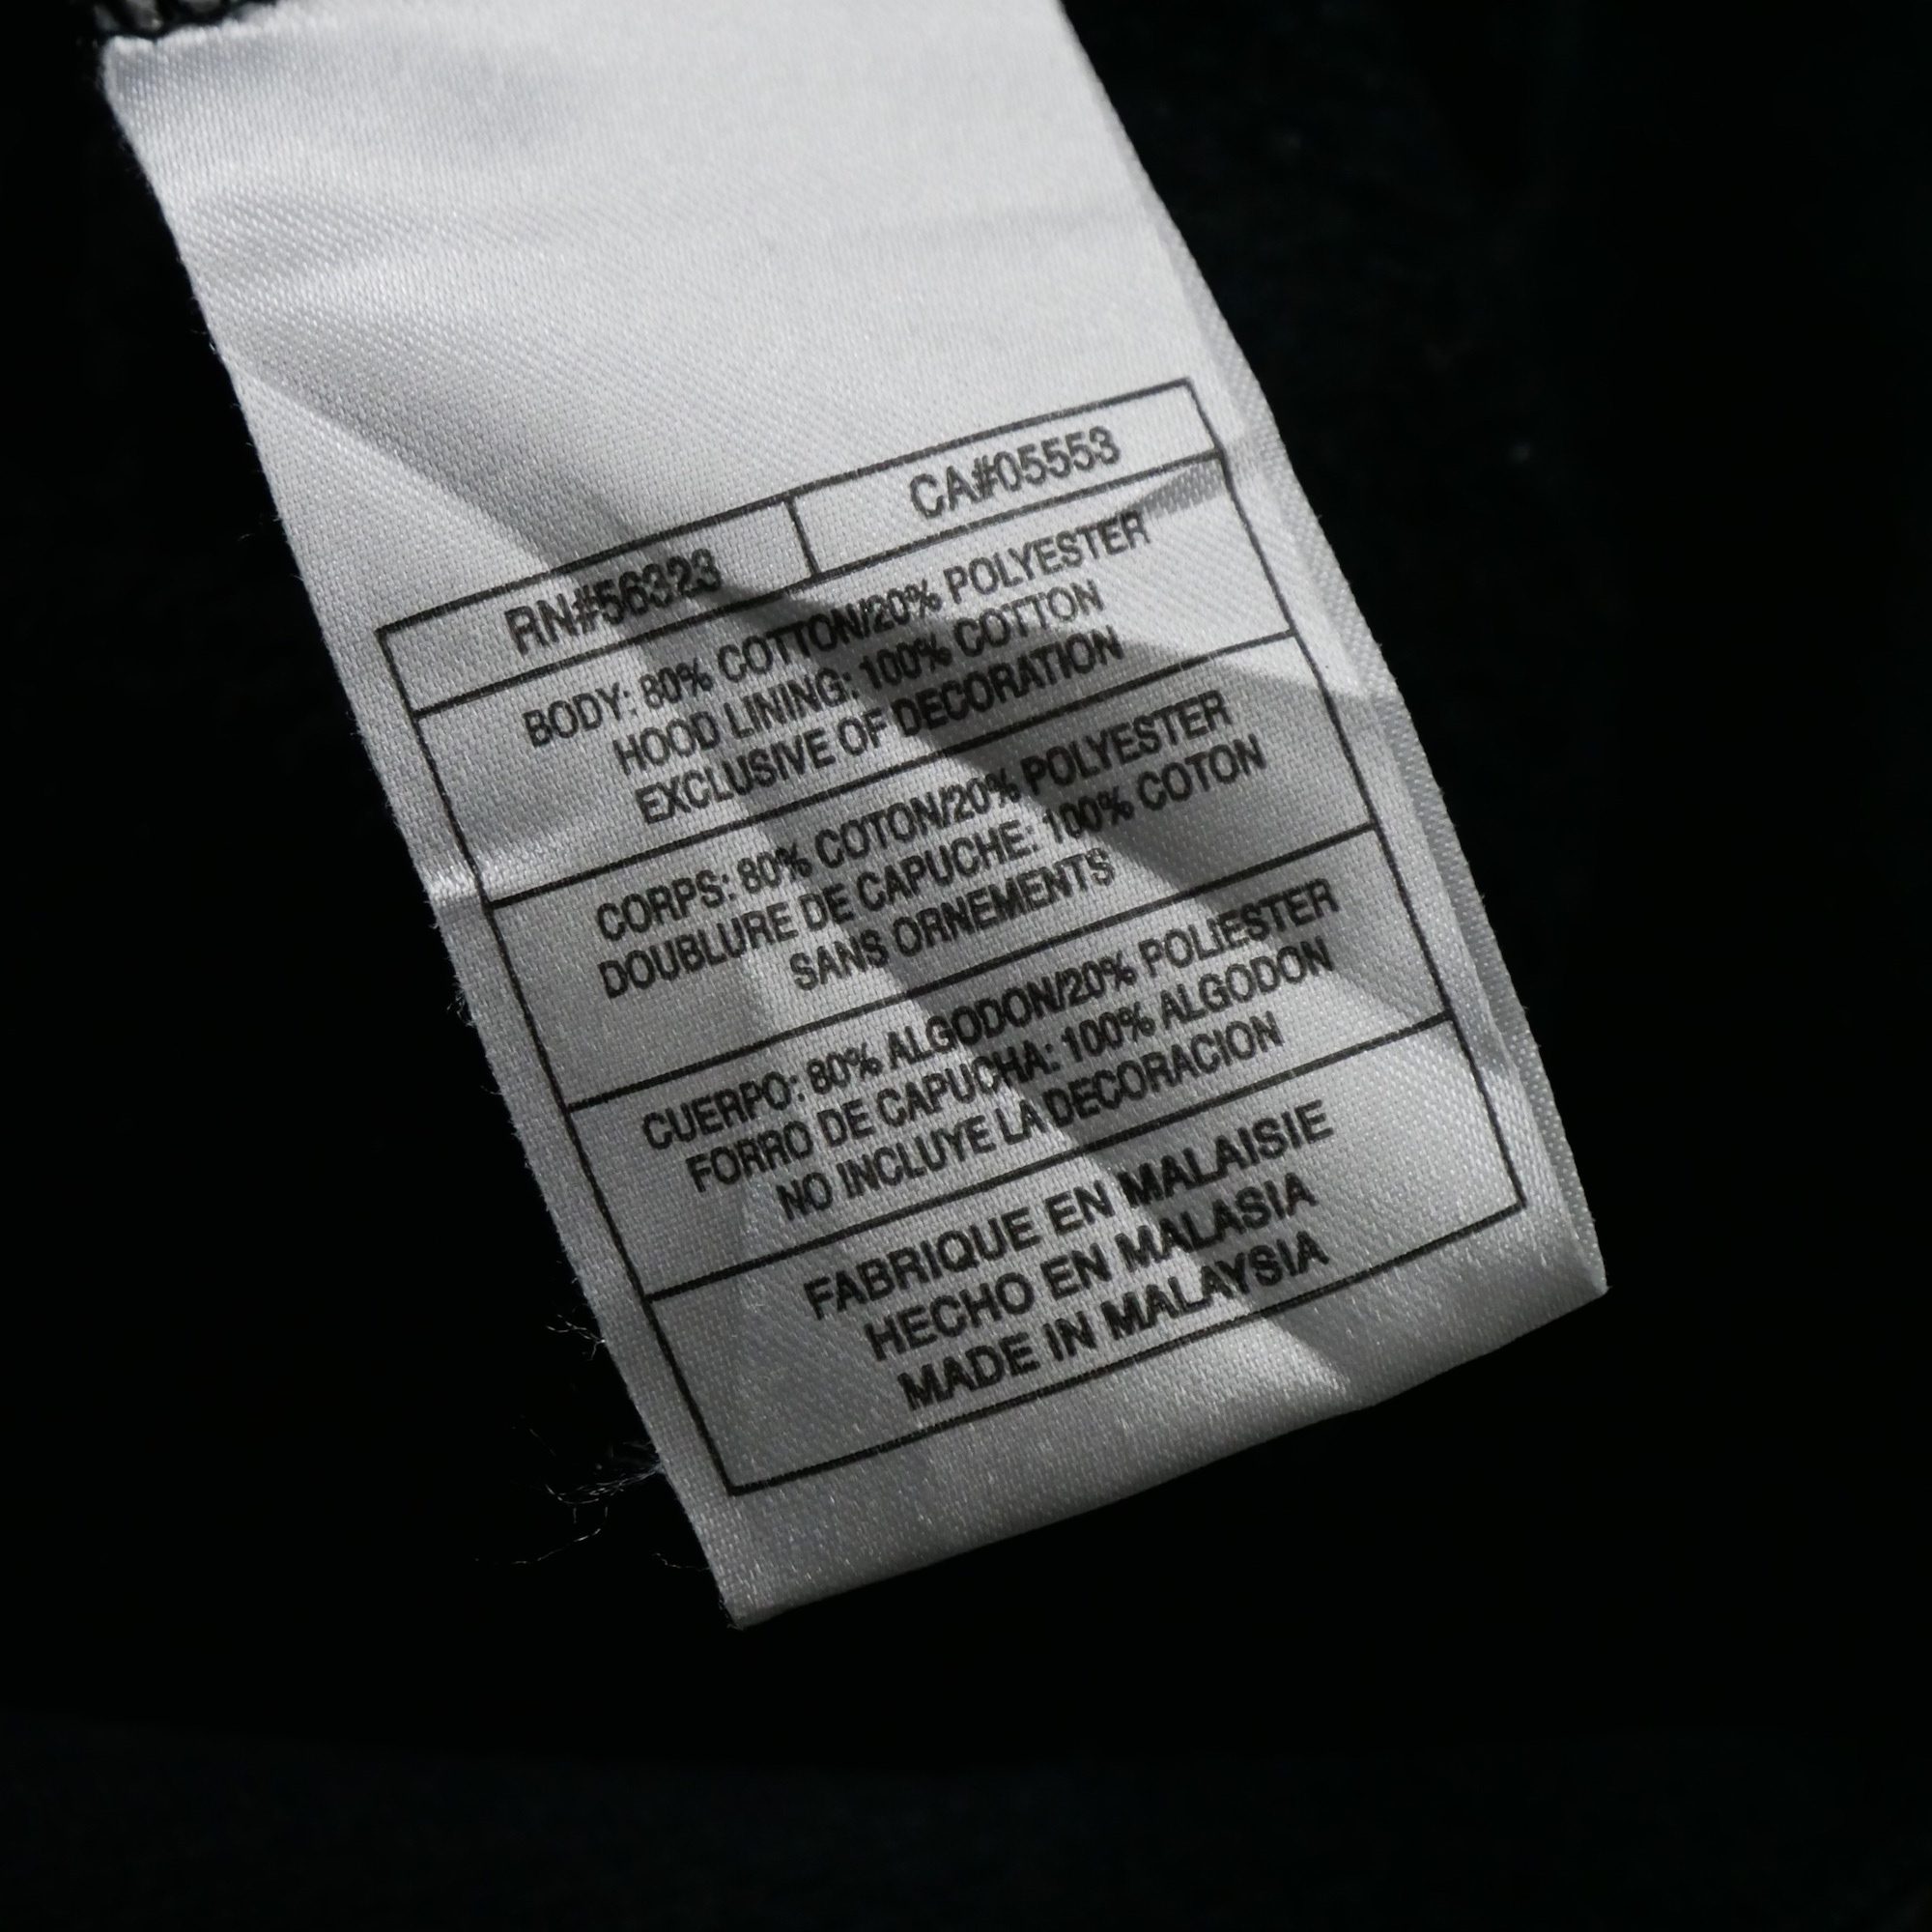 RN#56323 CA#05553
BODY: 80% COTTON/20% POLYESTER
HOOD LINING: 100% COTTON
EXCLUSIVE OF DECORATION
CORPS: 80% COTON/20% POLYESTER
DOUBLURE DE CAPUCHE: 100% COTON
SANS ORNEMENTS
CUERPO: 80% ALGODON/20% POLIESTER
FORRO DE CAPUCHA: 100% ALGODON
NO INCLUYE LA DECORACION
FABRIQUE EN MALAISIE
HECHO EN MALASIA
MADE IN MALAYSIA